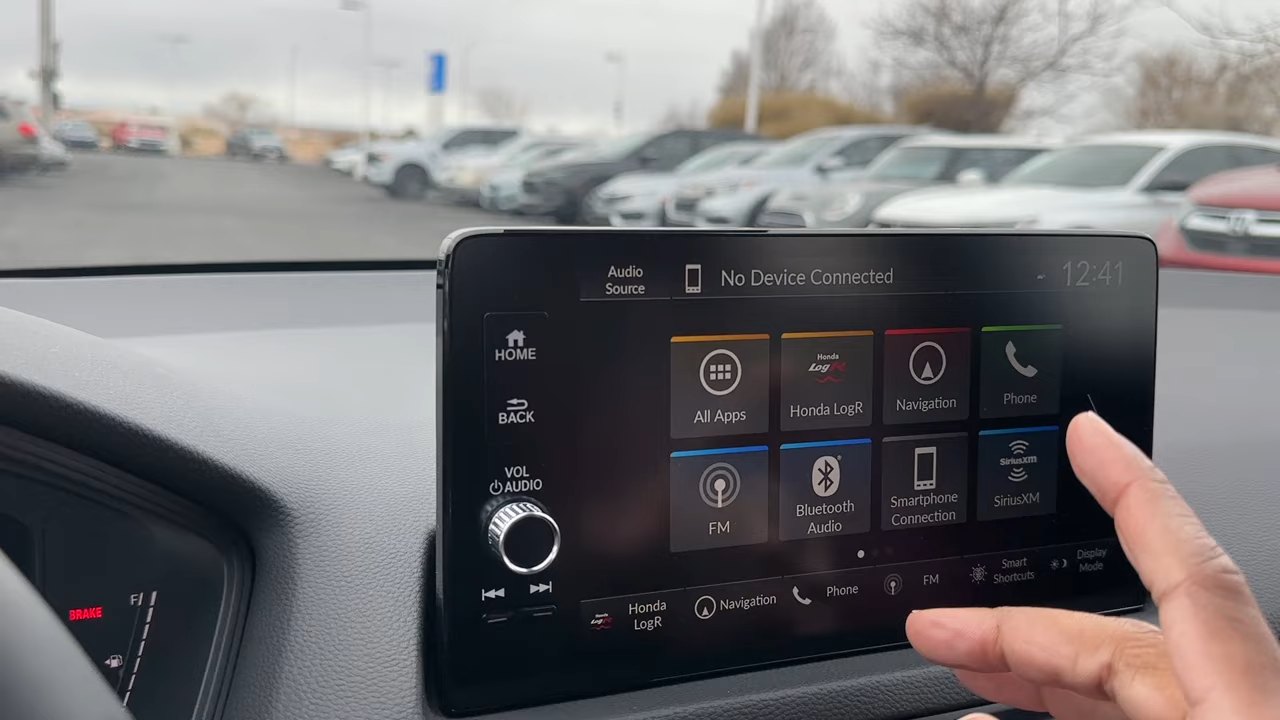 Audio
Source
No Device Connected
12:41
HOME
BACK
VOL
AUDIO
All Apps
Honda
LogR
Honda LogR
Navigation
Phone
FM
Bluetooth
Audio
Smartphone
Connection
SiriusXM
SiriusXM
Honda
LogR
Navigation
Phone
FM
Smart
Shortcuts
Display
Mode
BRAKE
F